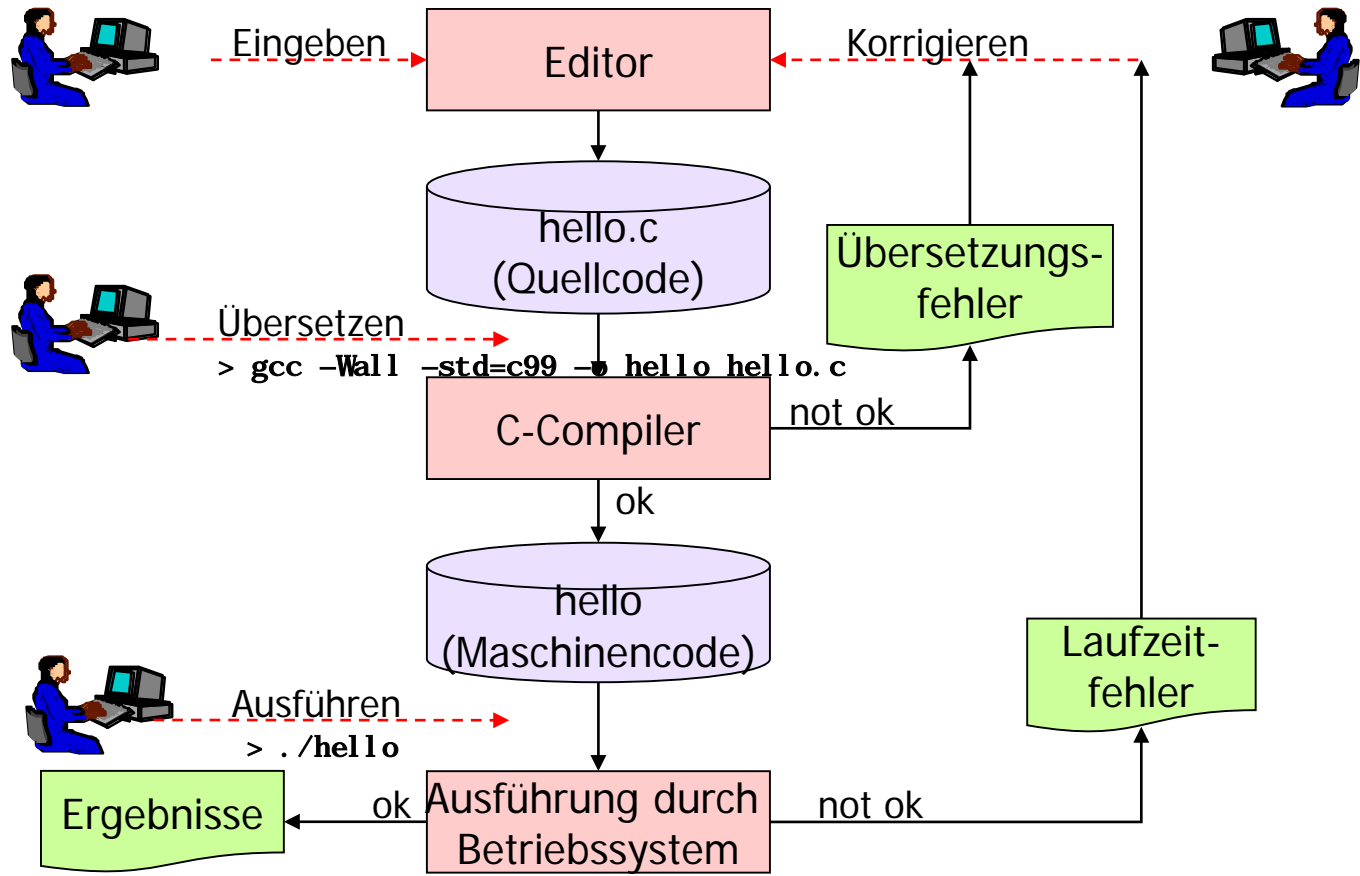 Eingeben
Editor
Korrigieren
hello.c
(Quellcode)
Übersetzungs-
fehler
Übersetzen
> gcc –Wall –std=c99 –o hello hello.c
C-Compiler
not ok
ok
hello
(Maschinencode)
Laufzeit-
fehler
Ausführen
> ./hello
Ergebnisse
ok
Ausführung durch
Betriebssystem
not ok